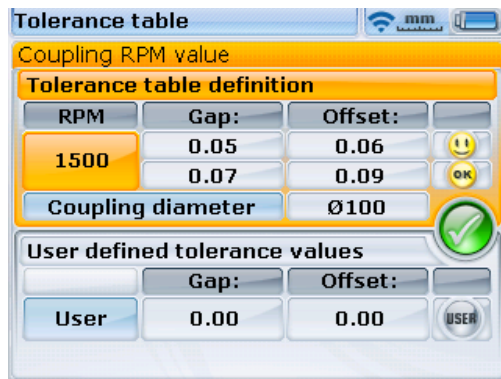 Tolerance table mm
Coupling RPM value
Tolerance table definition
RPM Gap: Offset:
1500 0.05 0.06
0.07 0.09 OK
Coupling diameter Ø100
User defined tolerance values
Gap: Offset:
User 0.00 0.00 USER